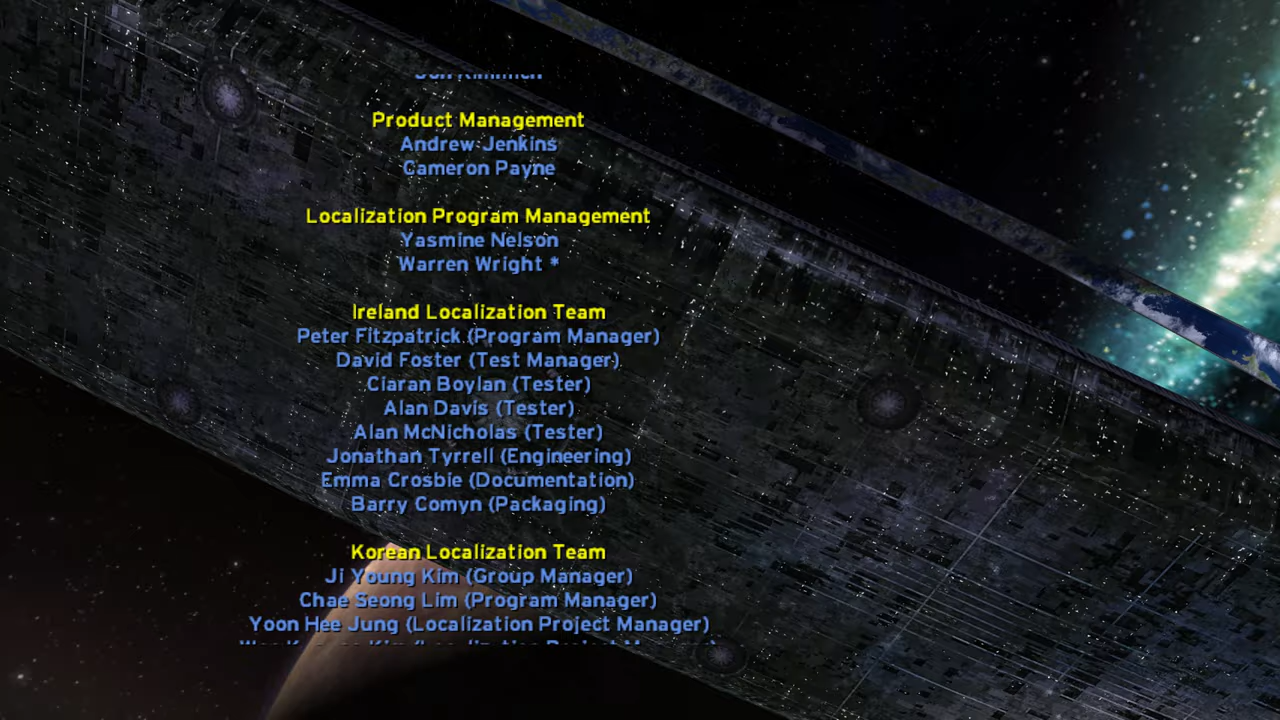 Product Management
Andrew Jenkins
Cameron Payne
Localization Program Management
Yasmine Nelson
Warren Wright *
Ireland Localization Team
Peter Fitzpatrick (Program Manager)
David Foster (Test Manager)
Ciaran Boylan (Tester)
Alan Davis (Tester)
Alan McNicholas (Tester)
Jonathan Tyrrell (Engineering)
Emma Crosbie (Documentation)
Barry Comyn (Packaging)
Korean Localization Team
Ji Young Kim (Group Manager)
Chae Seong Lim (Program Manager)
Yoon Hee Jung (Localization Project Manager)